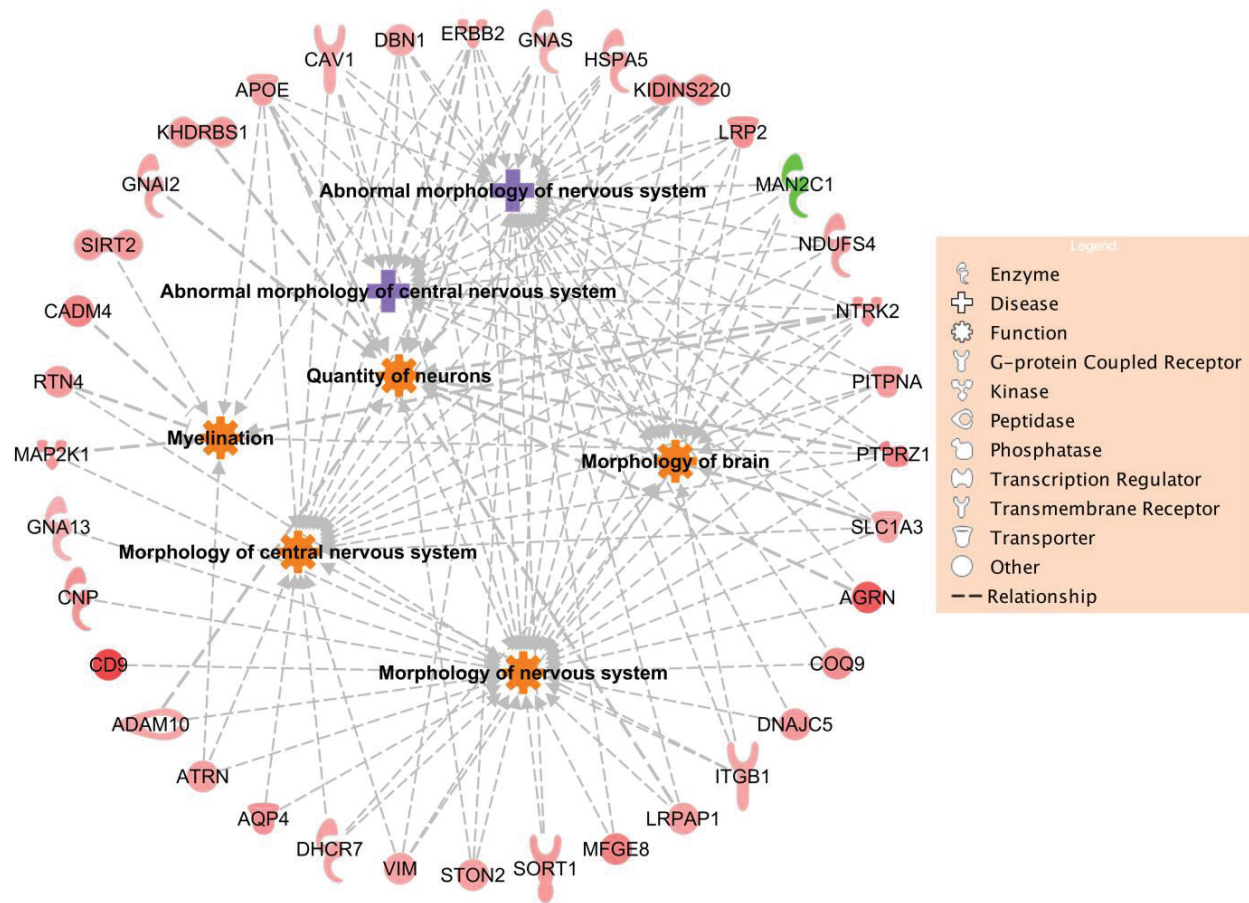 ERBB2
GNAS
DBN1
HSPA5
CAV1
KIDINS220
APOE
LRP2
KHDRBS1
MAN2C1
GNAI2
Abnormal morphology of nervous system
SIRT2
NDUFS4
Abnormal morphology of central nervous system
CADM4
NTRK2
RTN4
Quantity of neurons
PITPNA
Myelination
MAP2K1
Morphology of brain
PTPRZ1
GNA13
SLC1A3
Morphology of central nervous system
CNP
AGRN
CD9
Morphology of nervous system
COQ9
ADAM10
DNAJC5
ATRN
ITGB1
AQP4
LRPAP1
DHCR7
MFGE8
VIM
STON2
SORT1
Legend
Enzyme
Disease
Function
G-protein Coupled Receptor
Kinase
Peptidase
Phosphatase
Transcription Regulator
Transmembrane Receptor
Transporter
Other
Relationship